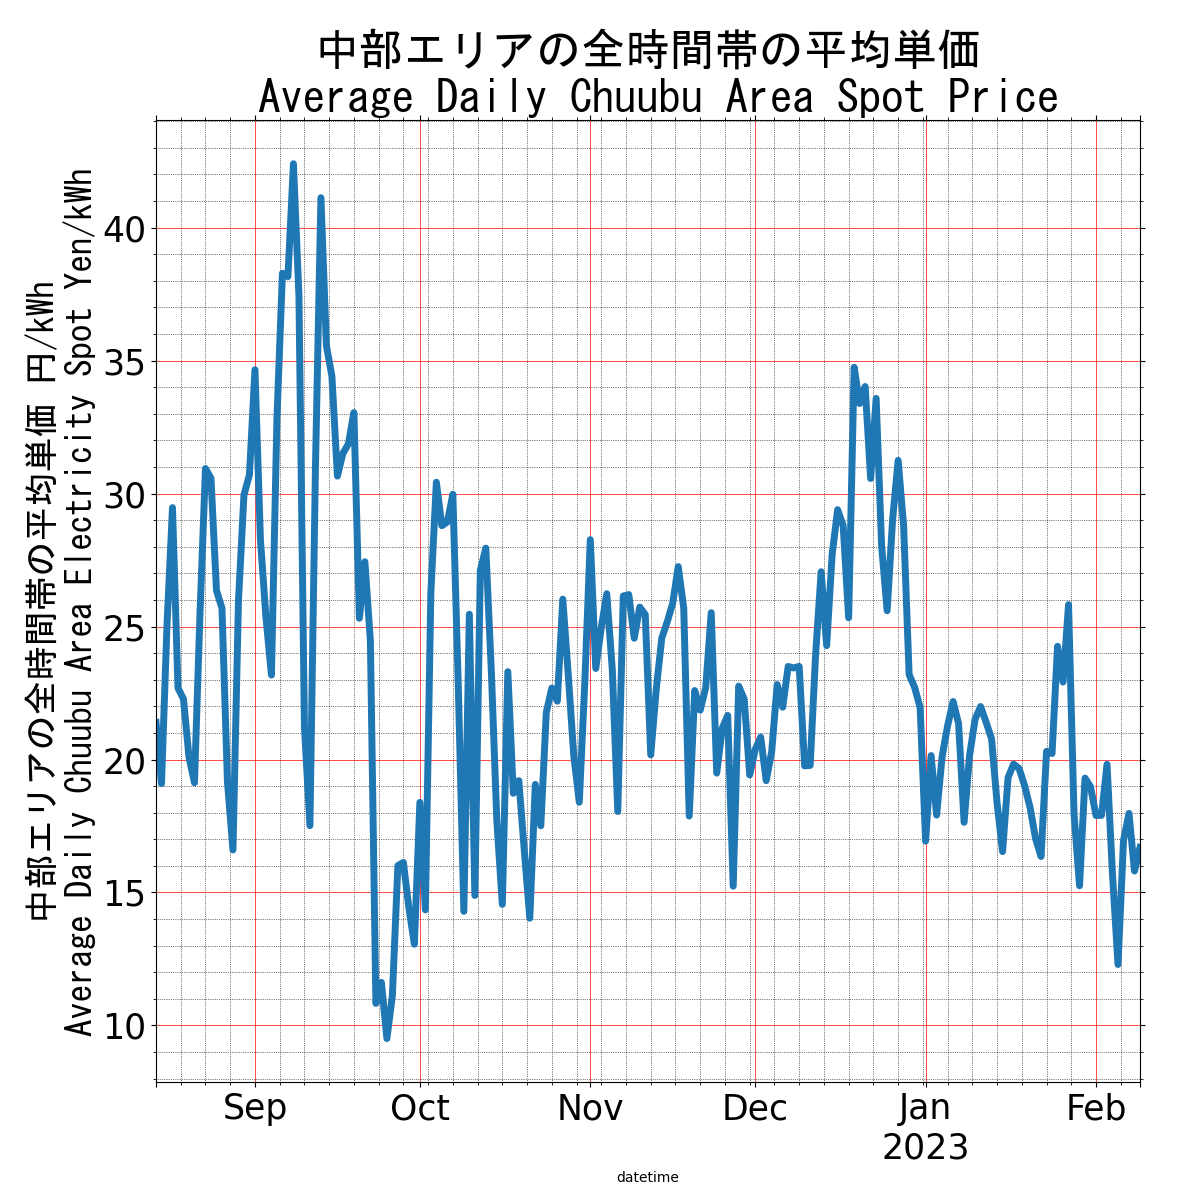 中部エリアの全時間帯の平均単価
Average Daily Chuubu Area Spot Price
中部エリアの全時間帯の平均単価 円/kWh
Average Daily Chuubu Area Electricity Spot Yen/kWh
40
35
30
25
20
15
10
Sep Oct Nov Dec Jan Feb
2023
datetime